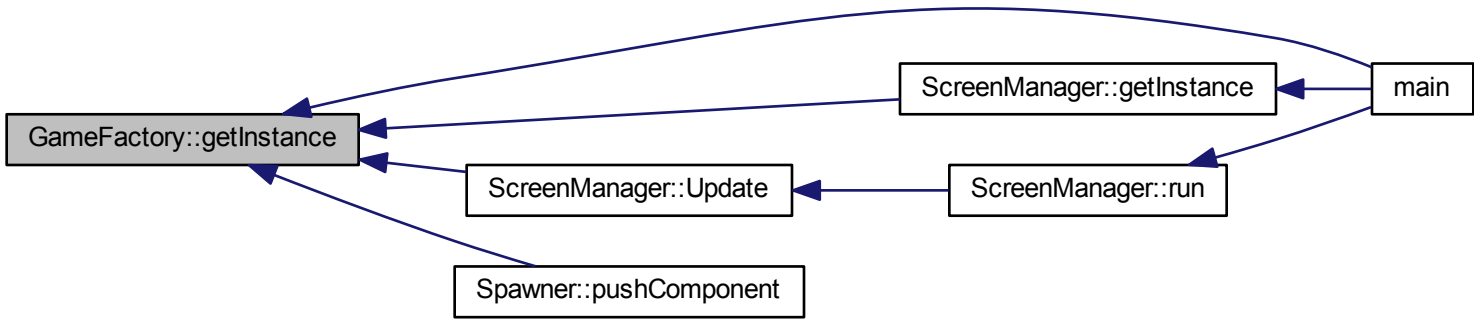 ScreenManager::getInstance
main
GameFactory::getInstance
ScreenManager::Update
ScreenManager::run
Spawner::pushComponent